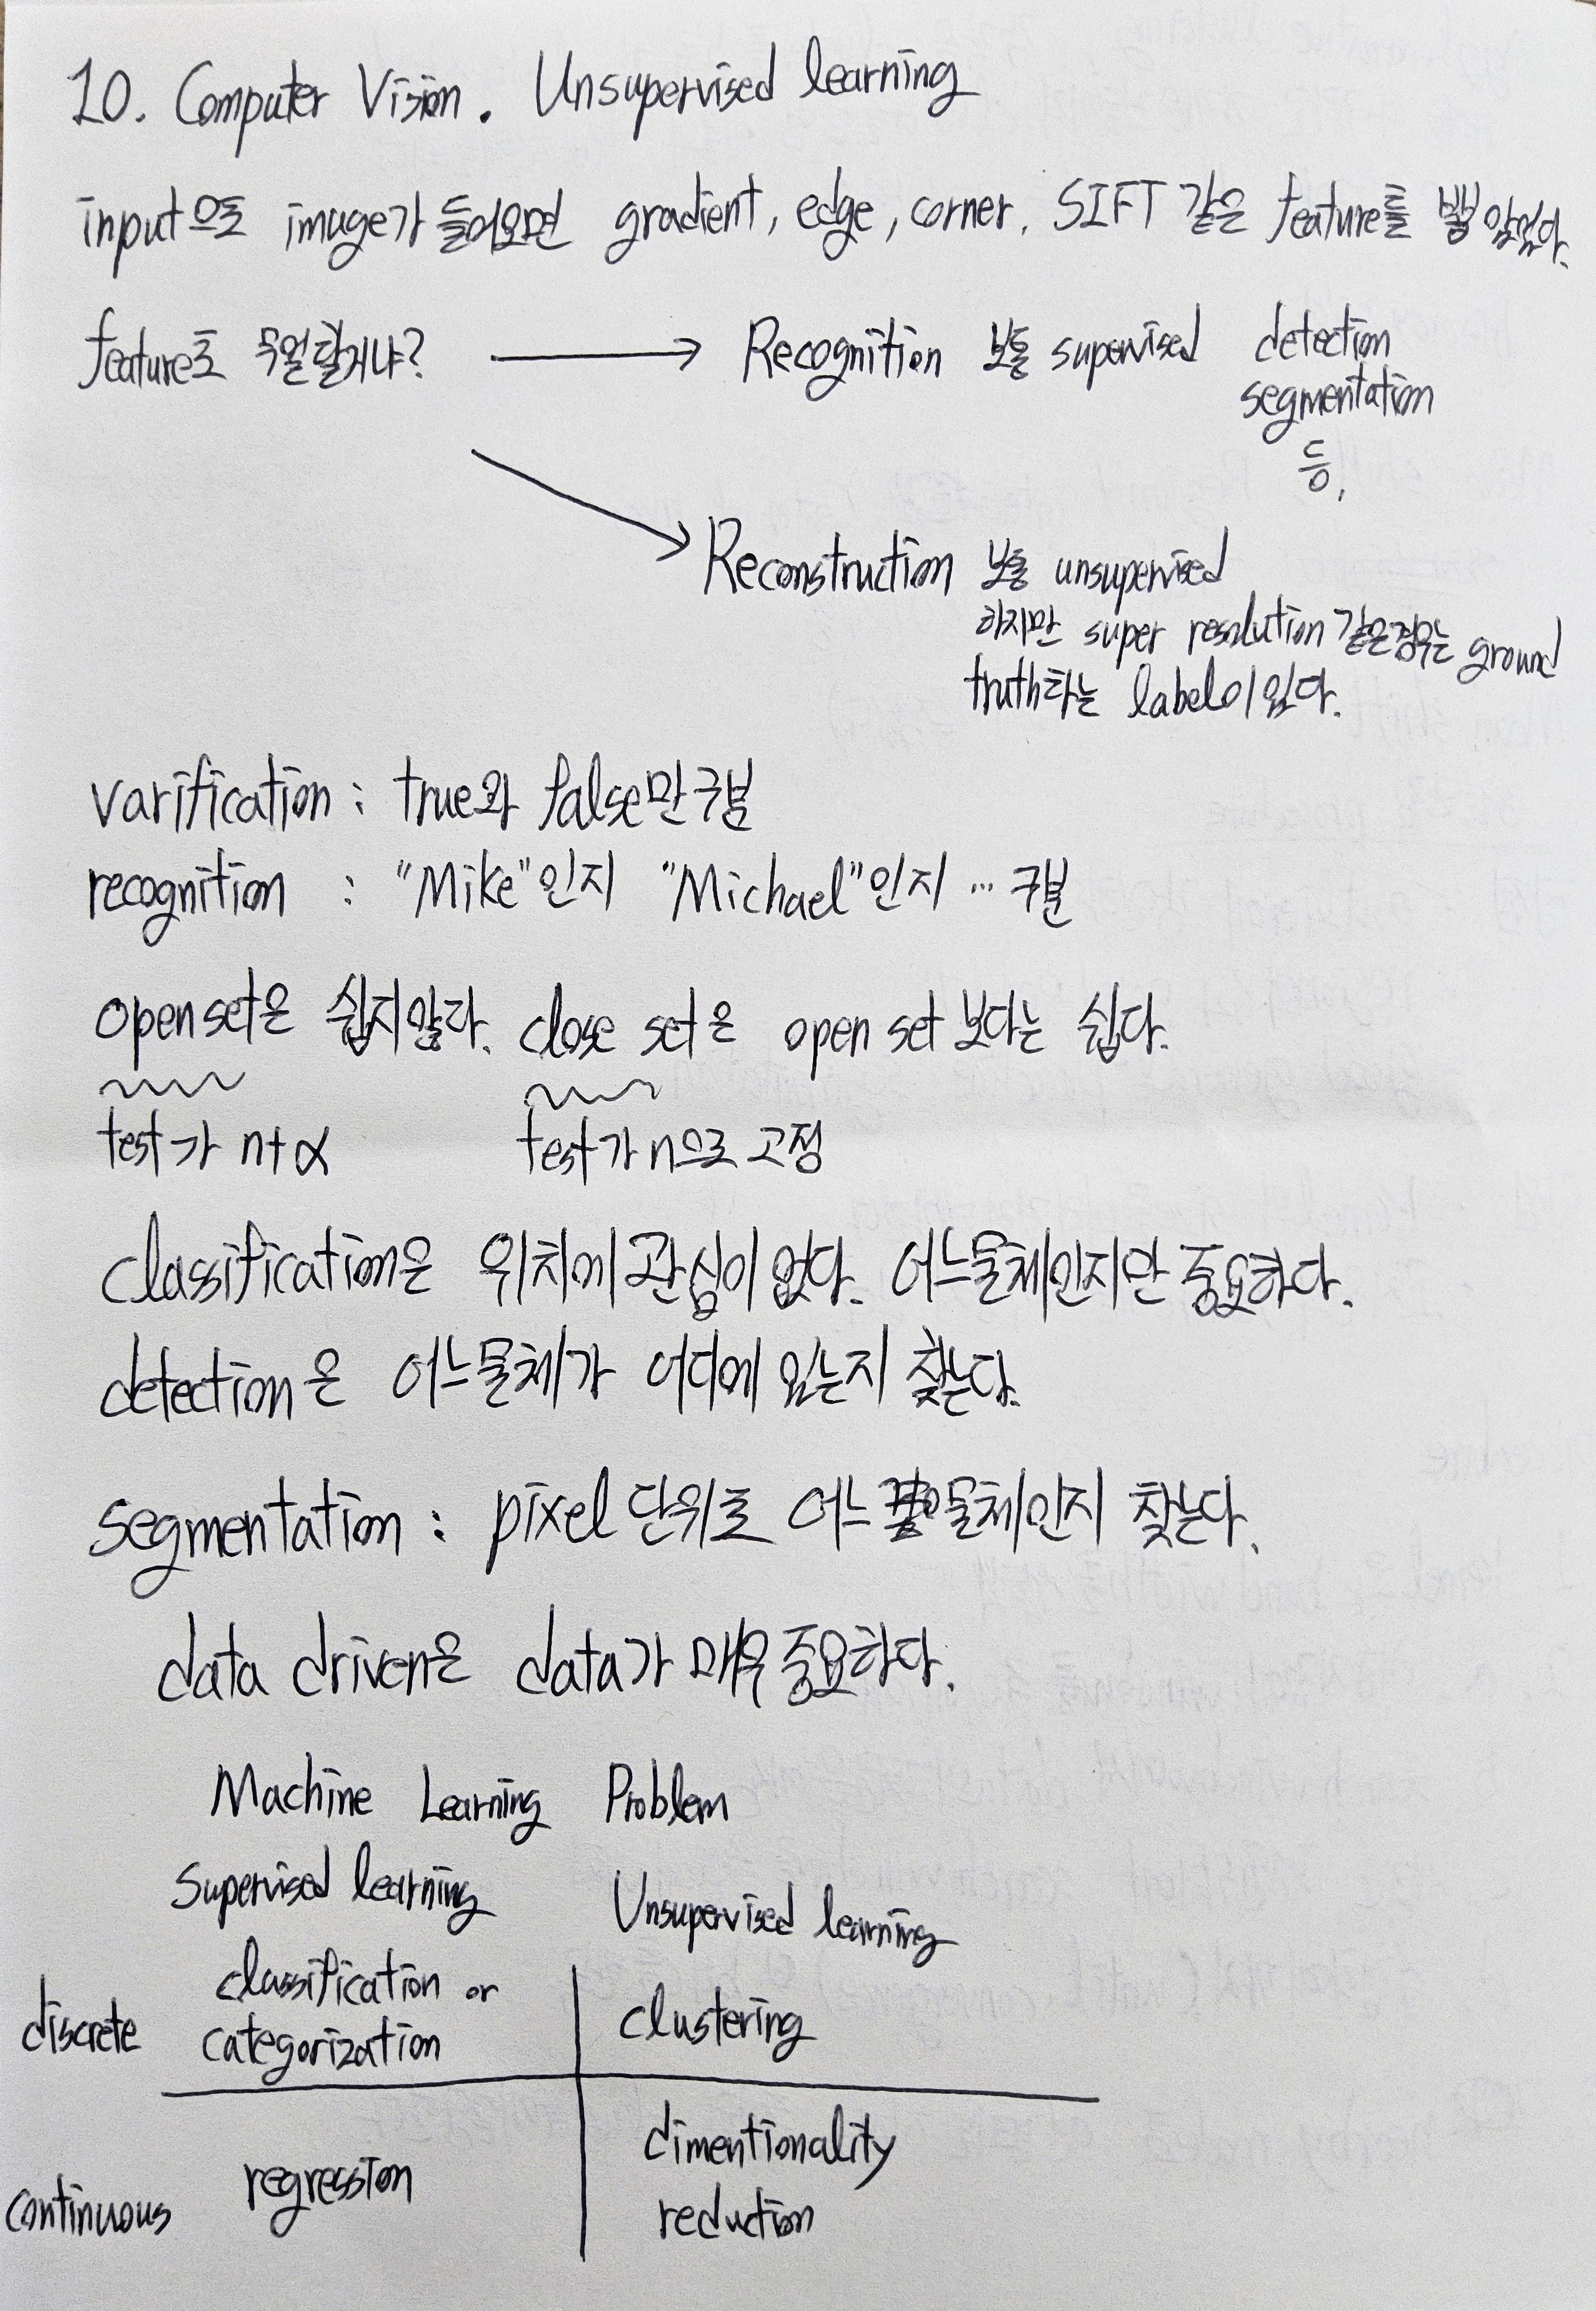 10. Computer Vision. Unsupervised learning
input으로 image가 들어오면 gradient, edge, corner, SIFT 같은 feature를 뽑았었다.
feature로 무얼할거냐? → Recognition 보통 supervised detection
segmentation
등,
Reconstruction 보통 unsupervised
하지만 super resolution 같은경우는 ground
truth라는 label이 있다.
varification : true와 false만 구분
recognition : "Mike"인지 "Michael"인지 … 구분
open set은 쉽지않다. close set은 open set 보다는 쉽다.
test가 n+α test가 n으로 고정
classification은 위치에 관심이 없다. 어느물체인지만 중요하다.
detection은 어느물체가 어디에 있는지 찾는다.
segmentation : pixel 단위로 어느 물체인지 찾는다.
data driven은 data가 매우 중요하다.
Machine Learning Problem
Supervised learning Unsupervised learning
discrete classification or categorization clustering
continuous regression dimentionality reduction